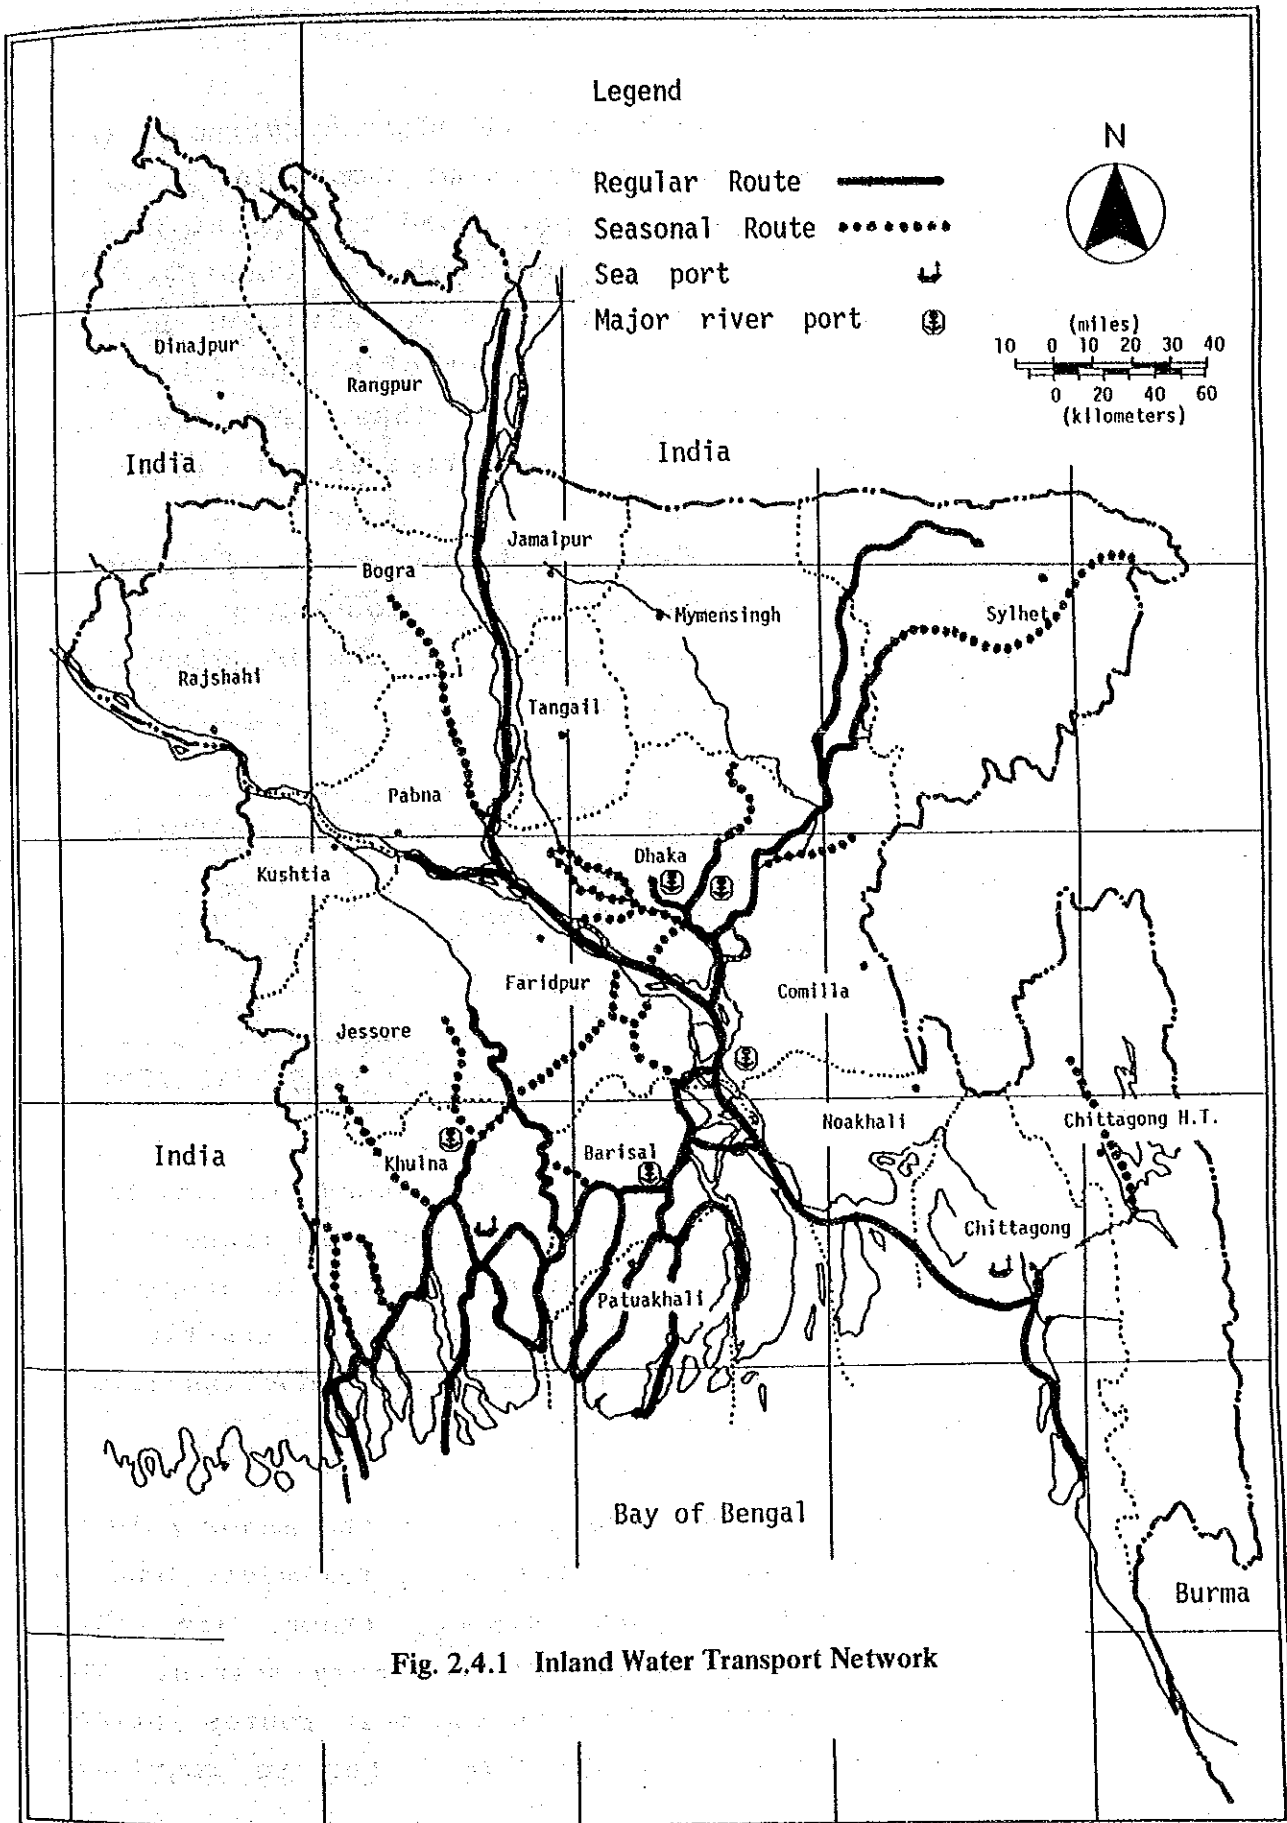 Legend
N
Regular Route
Seasonal Route
Sea port
Major river port
(miles)
10 0 10 20 30 40
0 20 40 60
(kilometers)
Dinajpur
Rangpur
India
India
Jamalpur
Bogra
Mymensingh
Sylhet
Rajshahi
Tangail
Pabna
Dhaka
Kushtia
Faridpur
Comilla
Jessore
Noakhali
Chittagong H.T.
India
Khulna
Barisal
Chittagong
Patuakhali
Bay of Bengal
Burma
Fig. 2.4.1 Inland Water Transport Network